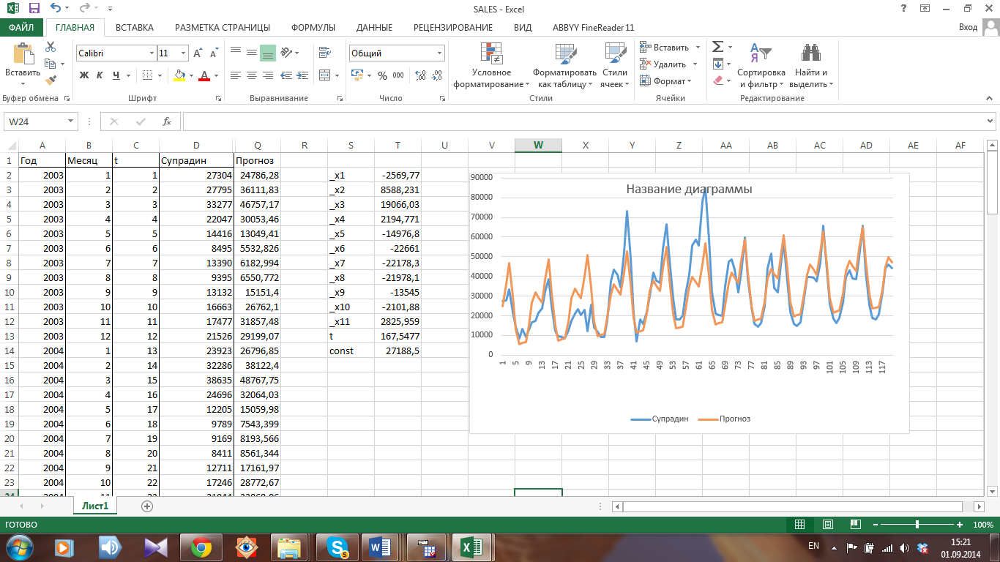 SALES - Excel
ФАЙЛ ГЛАВНАЯ ВСТАВКА РАЗМЕТКА СТРАНИЦЫ ФОРМУЛЫ ДАННЫЕ РЕЦЕНЗИРОВАНИЕ ВИД ABBYY FineReader 11 Вход
Вставить
Calibri 11
Ж К Ч А
Общий
% 000
Условное форматирование
Форматировать как таблицу
Стили ячеек
Вставить
Удалить
Формат
Сортировка и фильтр
Найти и выделить
Буфер обмена Шрифт Выравнивание Число Стили Ячейки Редактирование
W24 fx
A B C D Q R S T U V W X Y Z AA AB AC AD AE AF
1 Год Месяц t Супрадин Прогноз
2 2003 1 1 27304 24786,28 _x1 -2569,77
3 2003 2 2 27795 36111,83 _x2 8588,231
4 2003 3 3 33277 46757,17 _x3 19066,03
5 2003 4 4 22047 30053,46 _x4 2194,771
6 2003 5 5 14416 13049,41 _x5 -14976,8
7 2003 6 6 8495 5532,826 _x6 -22661
8 2003 7 7 13390 6182,994 _x7 -22178,3
9 2003 8 8 9395 6550,772 _x8 -21978,1
10 2003 9 9 13132 15151,4 _x9 -13545
11 2003 10 10 16663 26762,1 _x10 -2101,88
12 2003 11 11 17477 31857,48 _x11 2825,959
13 2003 12 12 21526 29199,07 t 167,5477
14 2004 1 13 23923 26796,85 const 27188,5
15 2004 2 14 32286 38122,4
16 2004 3 15 38635 48767,75
17 2004 4 16 24696 32064,03
18 2004 5 17 12205 15059,98
19 2004 6 18 9789 7543,399
20 2004 7 19 9169 8193,566
21 2004 8 20 8411 8561,344
22 2004 9 21 12711 17161,97
23 2004 10 22 17246 28772,67
24
Название диаграммы
90000
80000
70000
60000
50000
40000
30000
20000
10000
0
1 5 9 13 17 21 25 29 33 37 41 45 49 53 57 61 65 69 73 77 81 85 89 93 97 101 105 109 113 117
Супрадин Прогноз
Лист1
ГОТОВО 100%
EN 15:21
01.09.2014